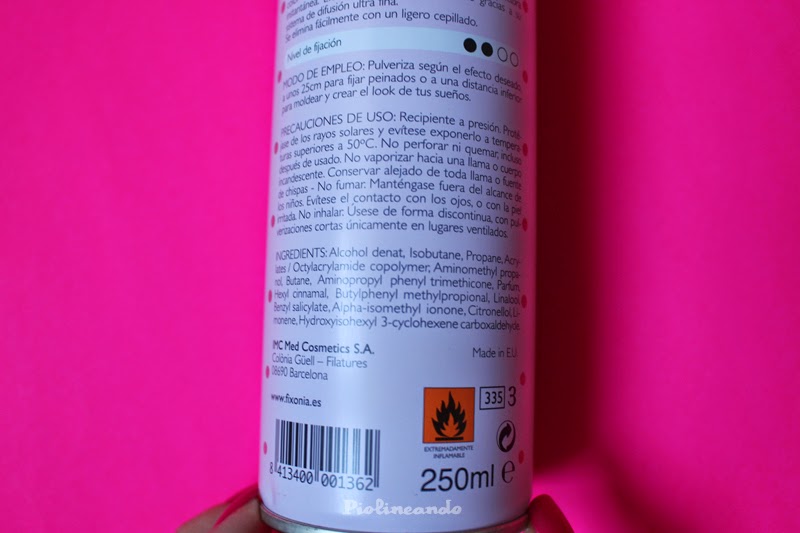 instantánea.
sistema de difusión ultra fina.
Se elimina fácilmente con un ligero cepillado.
Nivel de fijación
MODO DE EMPLEO: Pulveriza según el efecto deseado,
a unos 25cm para fijar peinados o a una distancia inferior
para moldear y crear el look de tus sueños.
PRECAUCIONES DE USO: Recipiente a presión. Proté-
jase de los rayos solares y evítese exponerlo a tempera-
turas superiores a 50ºC. No perforar ni quemar, incluso
después de usado. No vaporizar hacia una llama o cuerpo
incandescente. Conservar alejado de toda llama o fuente
de chispas - No fumar. Manténgase fuera del alcance de
los niños. Evítese el contacto con los ojos, o con la piel
irritada. No inhalar. Úsese de forma discontinua, con pul-
verizaciones cortas únicamente en lugares ventilados.
INGREDIENTS: Alcohol denat, Isobutane, Propane, Acry-
lates / Octylacrylamide copolymer, Aminomethyl propa-
nol, Butane, Aminopropyl phenyl trimethicone, Parfum,
Hexyl cinnamal, Butylphenyl methylpropional, Linalool,
Benzyl salicylate, Alpha-isomethyl ionone, Citronellol, Li-
monene, Hydroxyisohexyl 3-cyclohexene carboxaldehyde.
IMC Med Cosmetics S.A.
Colònia Güell – Filatures
08690 Barcelona
Made in E.U.
www.fixonia.es
335 3
EXTREMADAMENTE
INFLAMABLE
8 413400 001362
250ml e
Piolineando